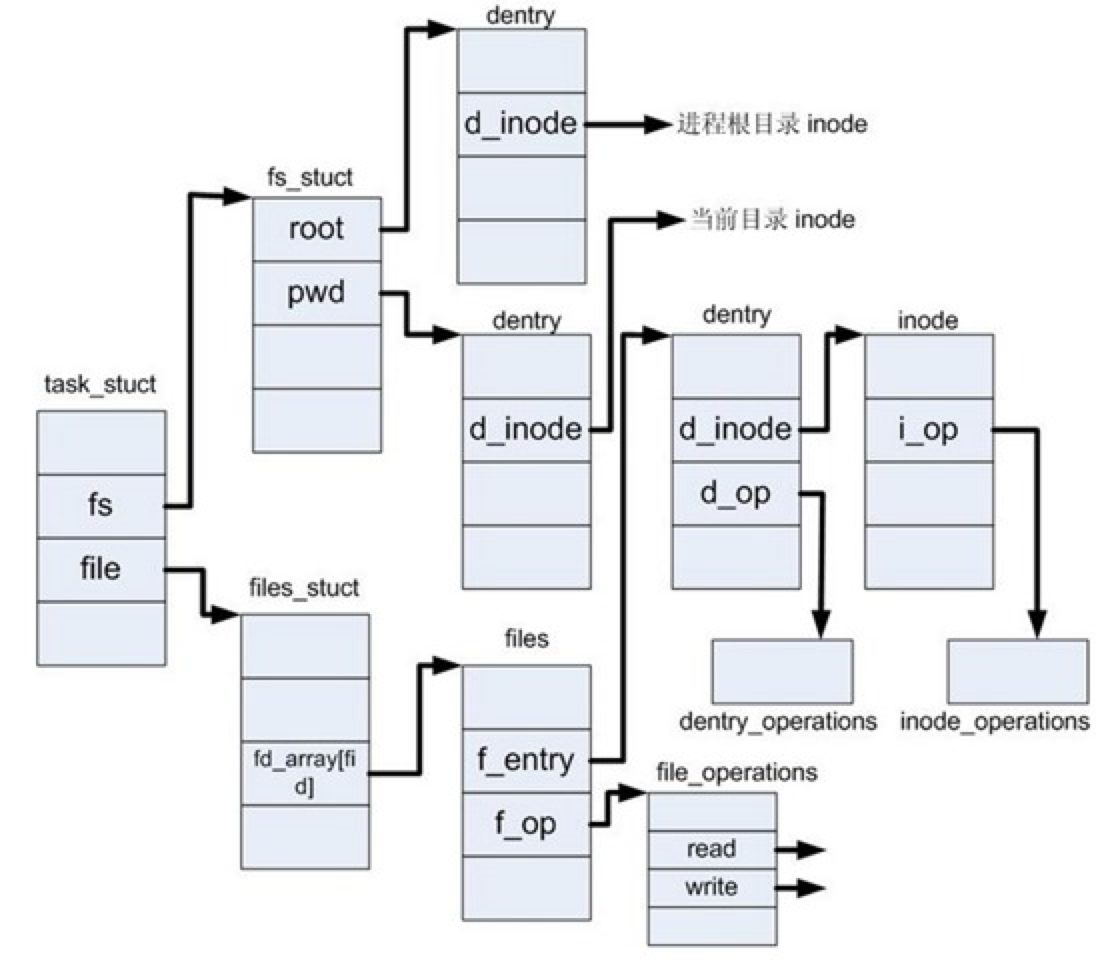 dentry
d_inode
进程根目录 inode
fs_stuct
root
pwd
当前目录 inode
dentry
d_inode
dentry
d_inode
d_op
inode
i_op
task_stuct
fs
file
files_stuct
fd_array[fi
d]
files
f_entry
f_op
dentry_operations
inode_operations
file_operations
read
write